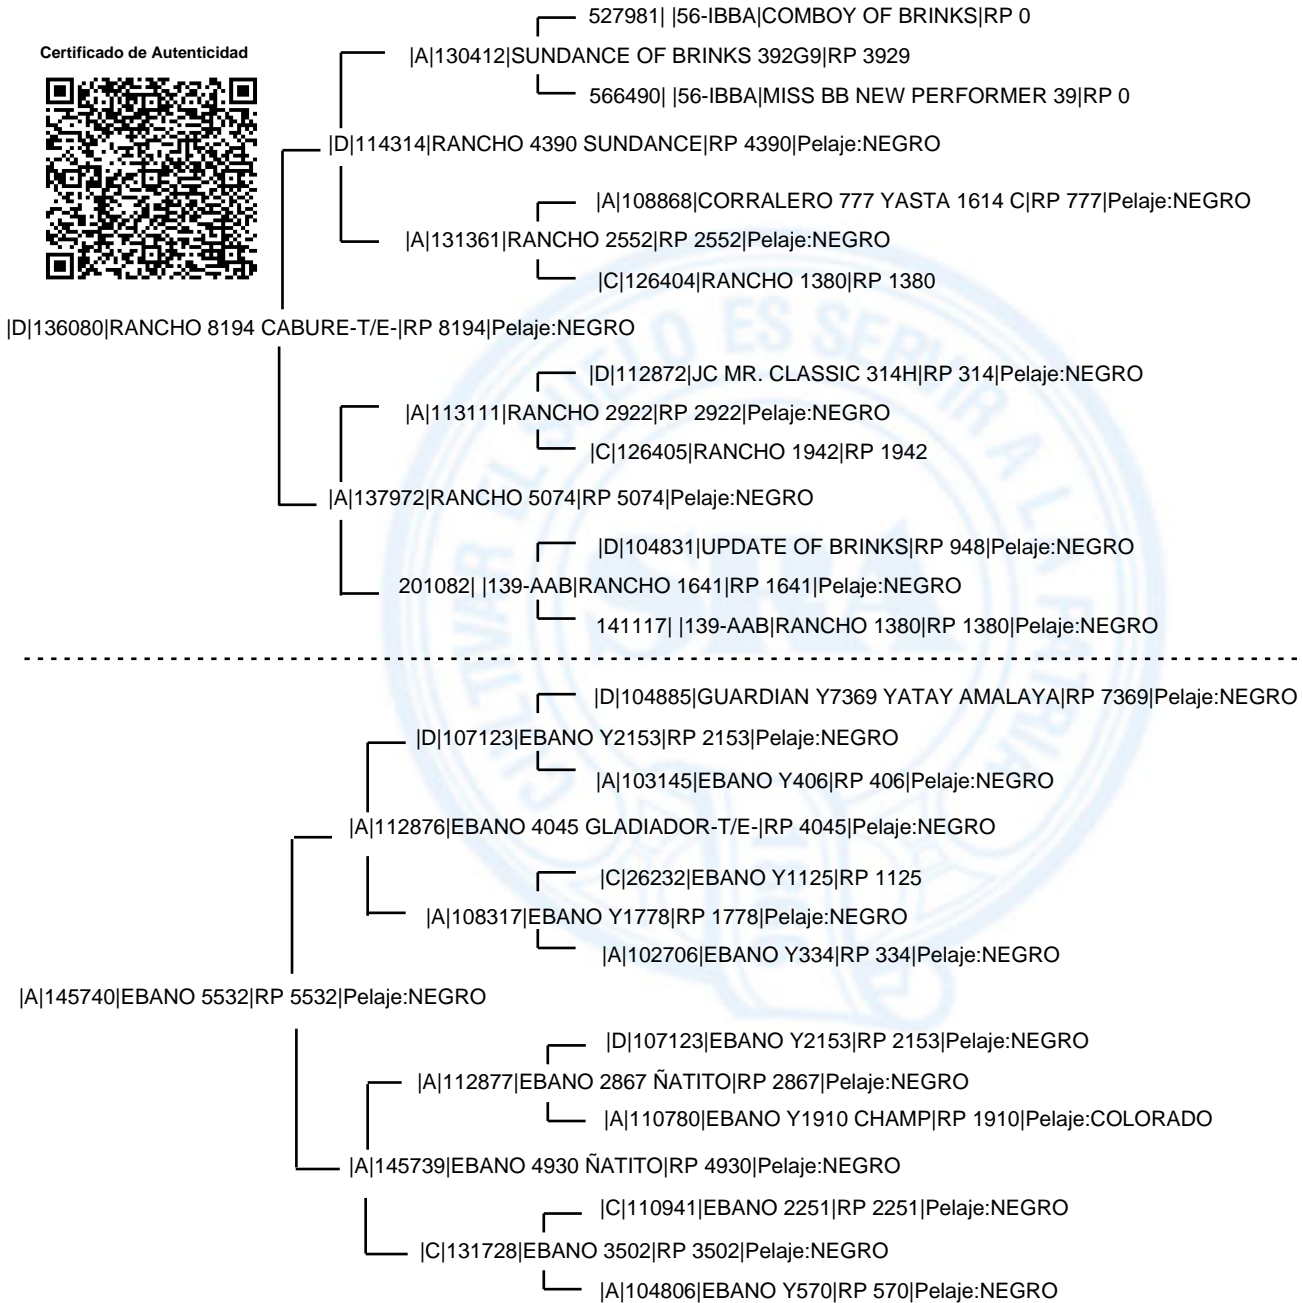 527981| |56-IBBA|COMBOY OF BRINKS|RP 0
Certificado de Autenticidad
|A|130412|SUNDANCE OF BRINKS 392G9|RP 3929
566490| |56-IBBA|MISS BB NEW PERFORMER 39|RP 0
|D|114314|RANCHO 4390 SUNDANCE|RP 4390|Pelaje:NEGRO
|A|108868|CORRALERO 777 YASTA 1614 C|RP 777|Pelaje:NEGRO
|A|131361|RANCHO 2552|RP 2552|Pelaje:NEGRO
|C|126404|RANCHO 1380|RP 1380
|D|136080|RANCHO 8194 CABURE-T/E-|RP 8194|Pelaje:NEGRO
|D|112872|JC MR. CLASSIC 314H|RP 314|Pelaje:NEGRO
|A|113111|RANCHO 2922|RP 2922|Pelaje:NEGRO
|C|126405|RANCHO 1942|RP 1942
|A|137972|RANCHO 5074|RP 5074|Pelaje:NEGRO
|D|104831|UPDATE OF BRINKS|RP 948|Pelaje:NEGRO
201082| |139-AAB|RANCHO 1641|RP 1641|Pelaje:NEGRO
141117| |139-AAB|RANCHO 1380|RP 1380|Pelaje:NEGRO
|D|104885|GUARDIAN Y7369 YATAY AMALAYA|RP 7369|Pelaje:NEGRO
|D|107123|EBANO Y2153|RP 2153|Pelaje:NEGRO
|A|103145|EBANO Y406|RP 406|Pelaje:NEGRO
|A|112876|EBANO 4045 GLADIADOR-T/E-|RP 4045|Pelaje:NEGRO
|C|26232|EBANO Y1125|RP 1125
|A|108317|EBANO Y1778|RP 1778|Pelaje:NEGRO
|A|102706|EBANO Y334|RP 334|Pelaje:NEGRO
|A|145740|EBANO 5532|RP 5532|Pelaje:NEGRO
|D|107123|EBANO Y2153|RP 2153|Pelaje:NEGRO
|A|112877|EBANO 2867 ÑATITO|RP 2867|Pelaje:NEGRO
|A|110780|EBANO Y1910 CHAMP|RP 1910|Pelaje:COLORADO
|A|145739|EBANO 4930 ÑATITO|RP 4930|Pelaje:NEGRO
|C|110941|EBANO 2251|RP 2251|Pelaje:NEGRO
|C|131728|EBANO 3502|RP 3502|Pelaje:NEGRO
|A|104806|EBANO Y570|RP 570|Pelaje:NEGRO
CULTIVAR EL SUELO ES SERVIR A LA PATRIA
SRA